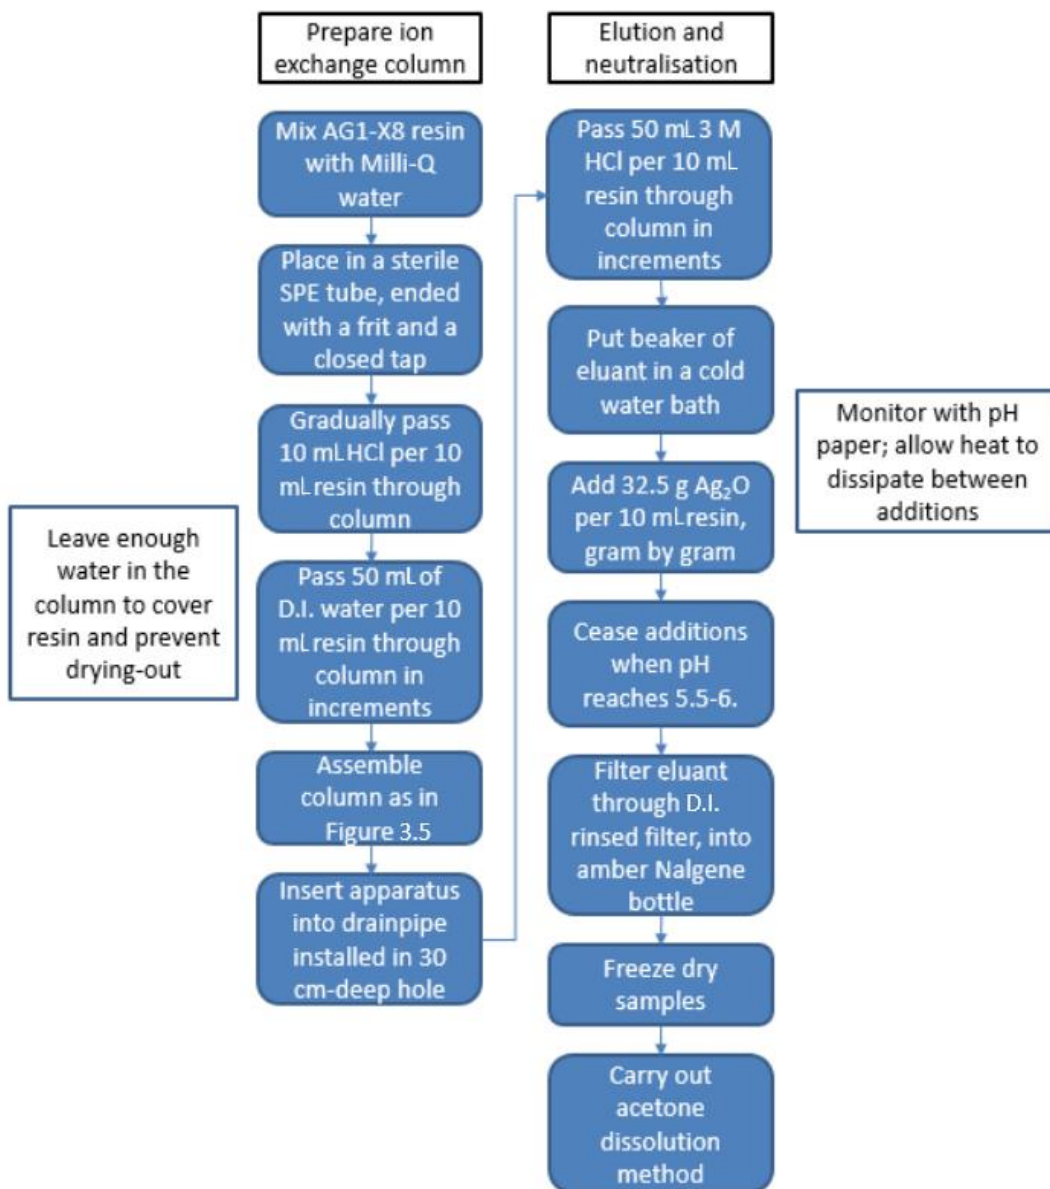 Prepare ion
exchange column
Mix AG1-X8 resin
with Milli-Q
water
Place in a sterile
SPE tube, ended
with a frit and a
closed tap
Gradually pass
10 mL HCl per 10
mL resin through
column
Leave enough
water in the
column to cover
resin and prevent
drying-out
Pass 50 mL of
D.I. water per 10
mL resin through
column in
increments
Assemble
column as in
Figure 3.5
Insert apparatus
into drainpipe
installed in 30
cm-deep hole
Elution and
neutralisation
Pass 50 mL 3 M
HCl per 10 mL
resin through
column in
increments
Put beaker of
eluant in a cold
water bath
Monitor with pH
paper; allow heat to
dissipate between
additions
Add 32.5 g Ag₂O
per 10 mL resin,
gram by gram
Cease additions
when pH
reaches 5.5-6.
Filter eluant
through D.I.
rinsed filter, into
amber Nalgene
bottle
Freeze dry
samples
Carry out
acetone
dissolution
method